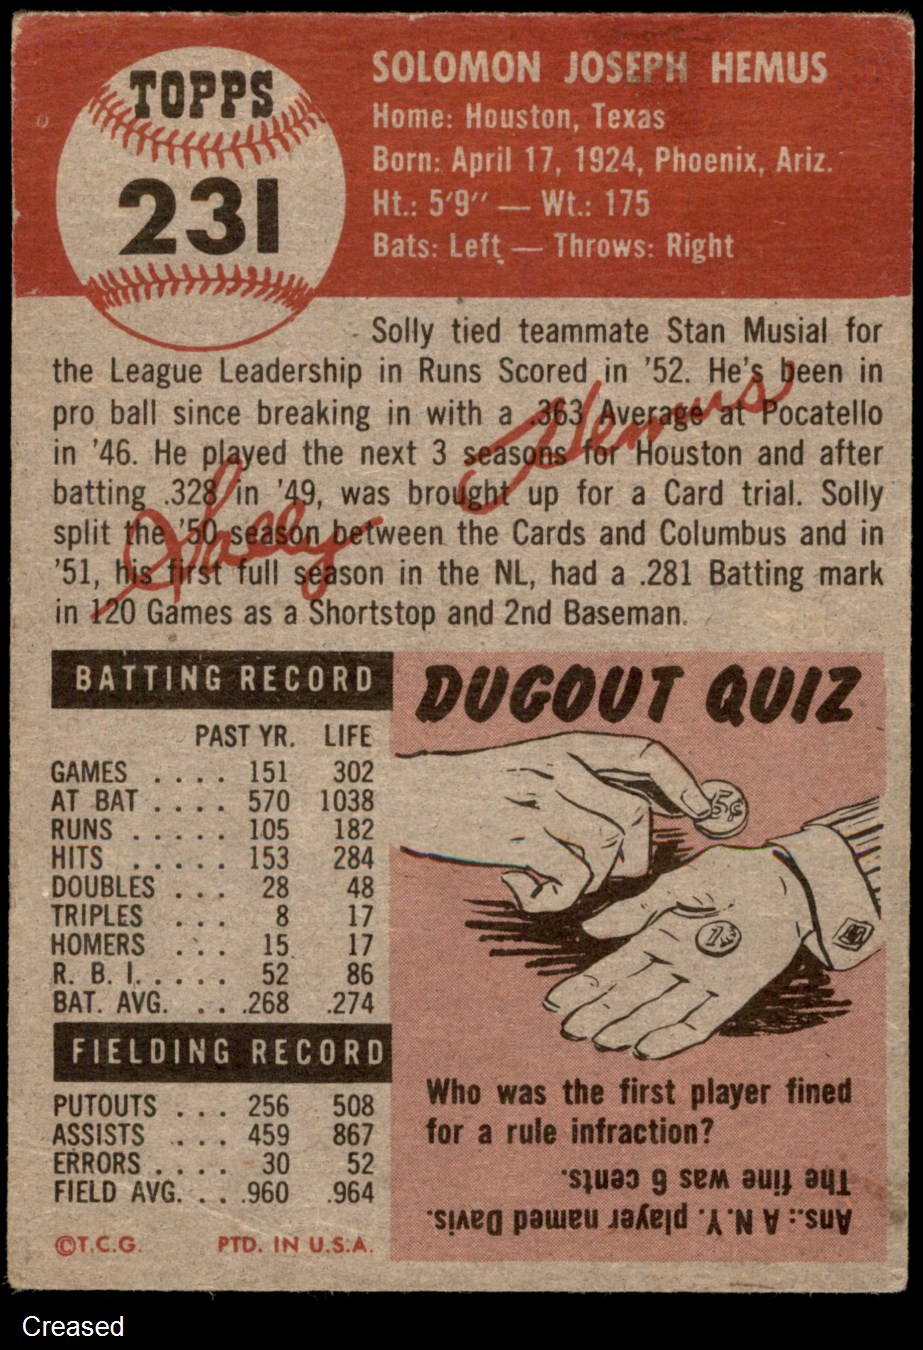 TOPPS
231
SOLOMON JOSEPH HEMUS
Home: Houston, Texas
Born: April 17, 1924, Phoenix, Ariz.
Ht.: 5'9" — Wt.: 175
Bats: Left — Throws: Right
Solly tied teammate Stan Musial for
the League Leadership in Runs Scored in '52. He's been in
pro ball since breaking in with a .363 Average at Pocatello
in '46. He played the next 3 seasons for Houston and after
batting .328 in '49, was brought up for a Card trial. Solly
split the '50 season between the Cards and Columbus and in
'51, his first full season in the NL, had a .281 Batting mark
in 120 Games as a Shortstop and 2nd Baseman.
Solly Hemus
BATTING RECORD
PAST YR. LIFE
GAMES . . . . 151 302
AT BAT . . . . 570 1038
RUNS . . . . . 105 182
HITS . . . . . 153 284
DOUBLES . . . 28 48
TRIPLES . . . 8 17
HOMERS . . . 15 17
R. B. I. . . . . . 52 86
BAT. AVG. . . . .268 .274
FIELDING RECORD
PUTOUTS . . . 256 508
ASSISTS . . . . 459 867
ERRORS . . . . 30 52
FIELD AVG. . . .960 .964
©T.C.G. PTD. IN U.S.A.
DUGOUT QUIZ
5¢
1¢
Who was the first player fined
for a rule infraction?
Ans.: A N.Y. player named Davis.
The fine was 6 cents.
Creased